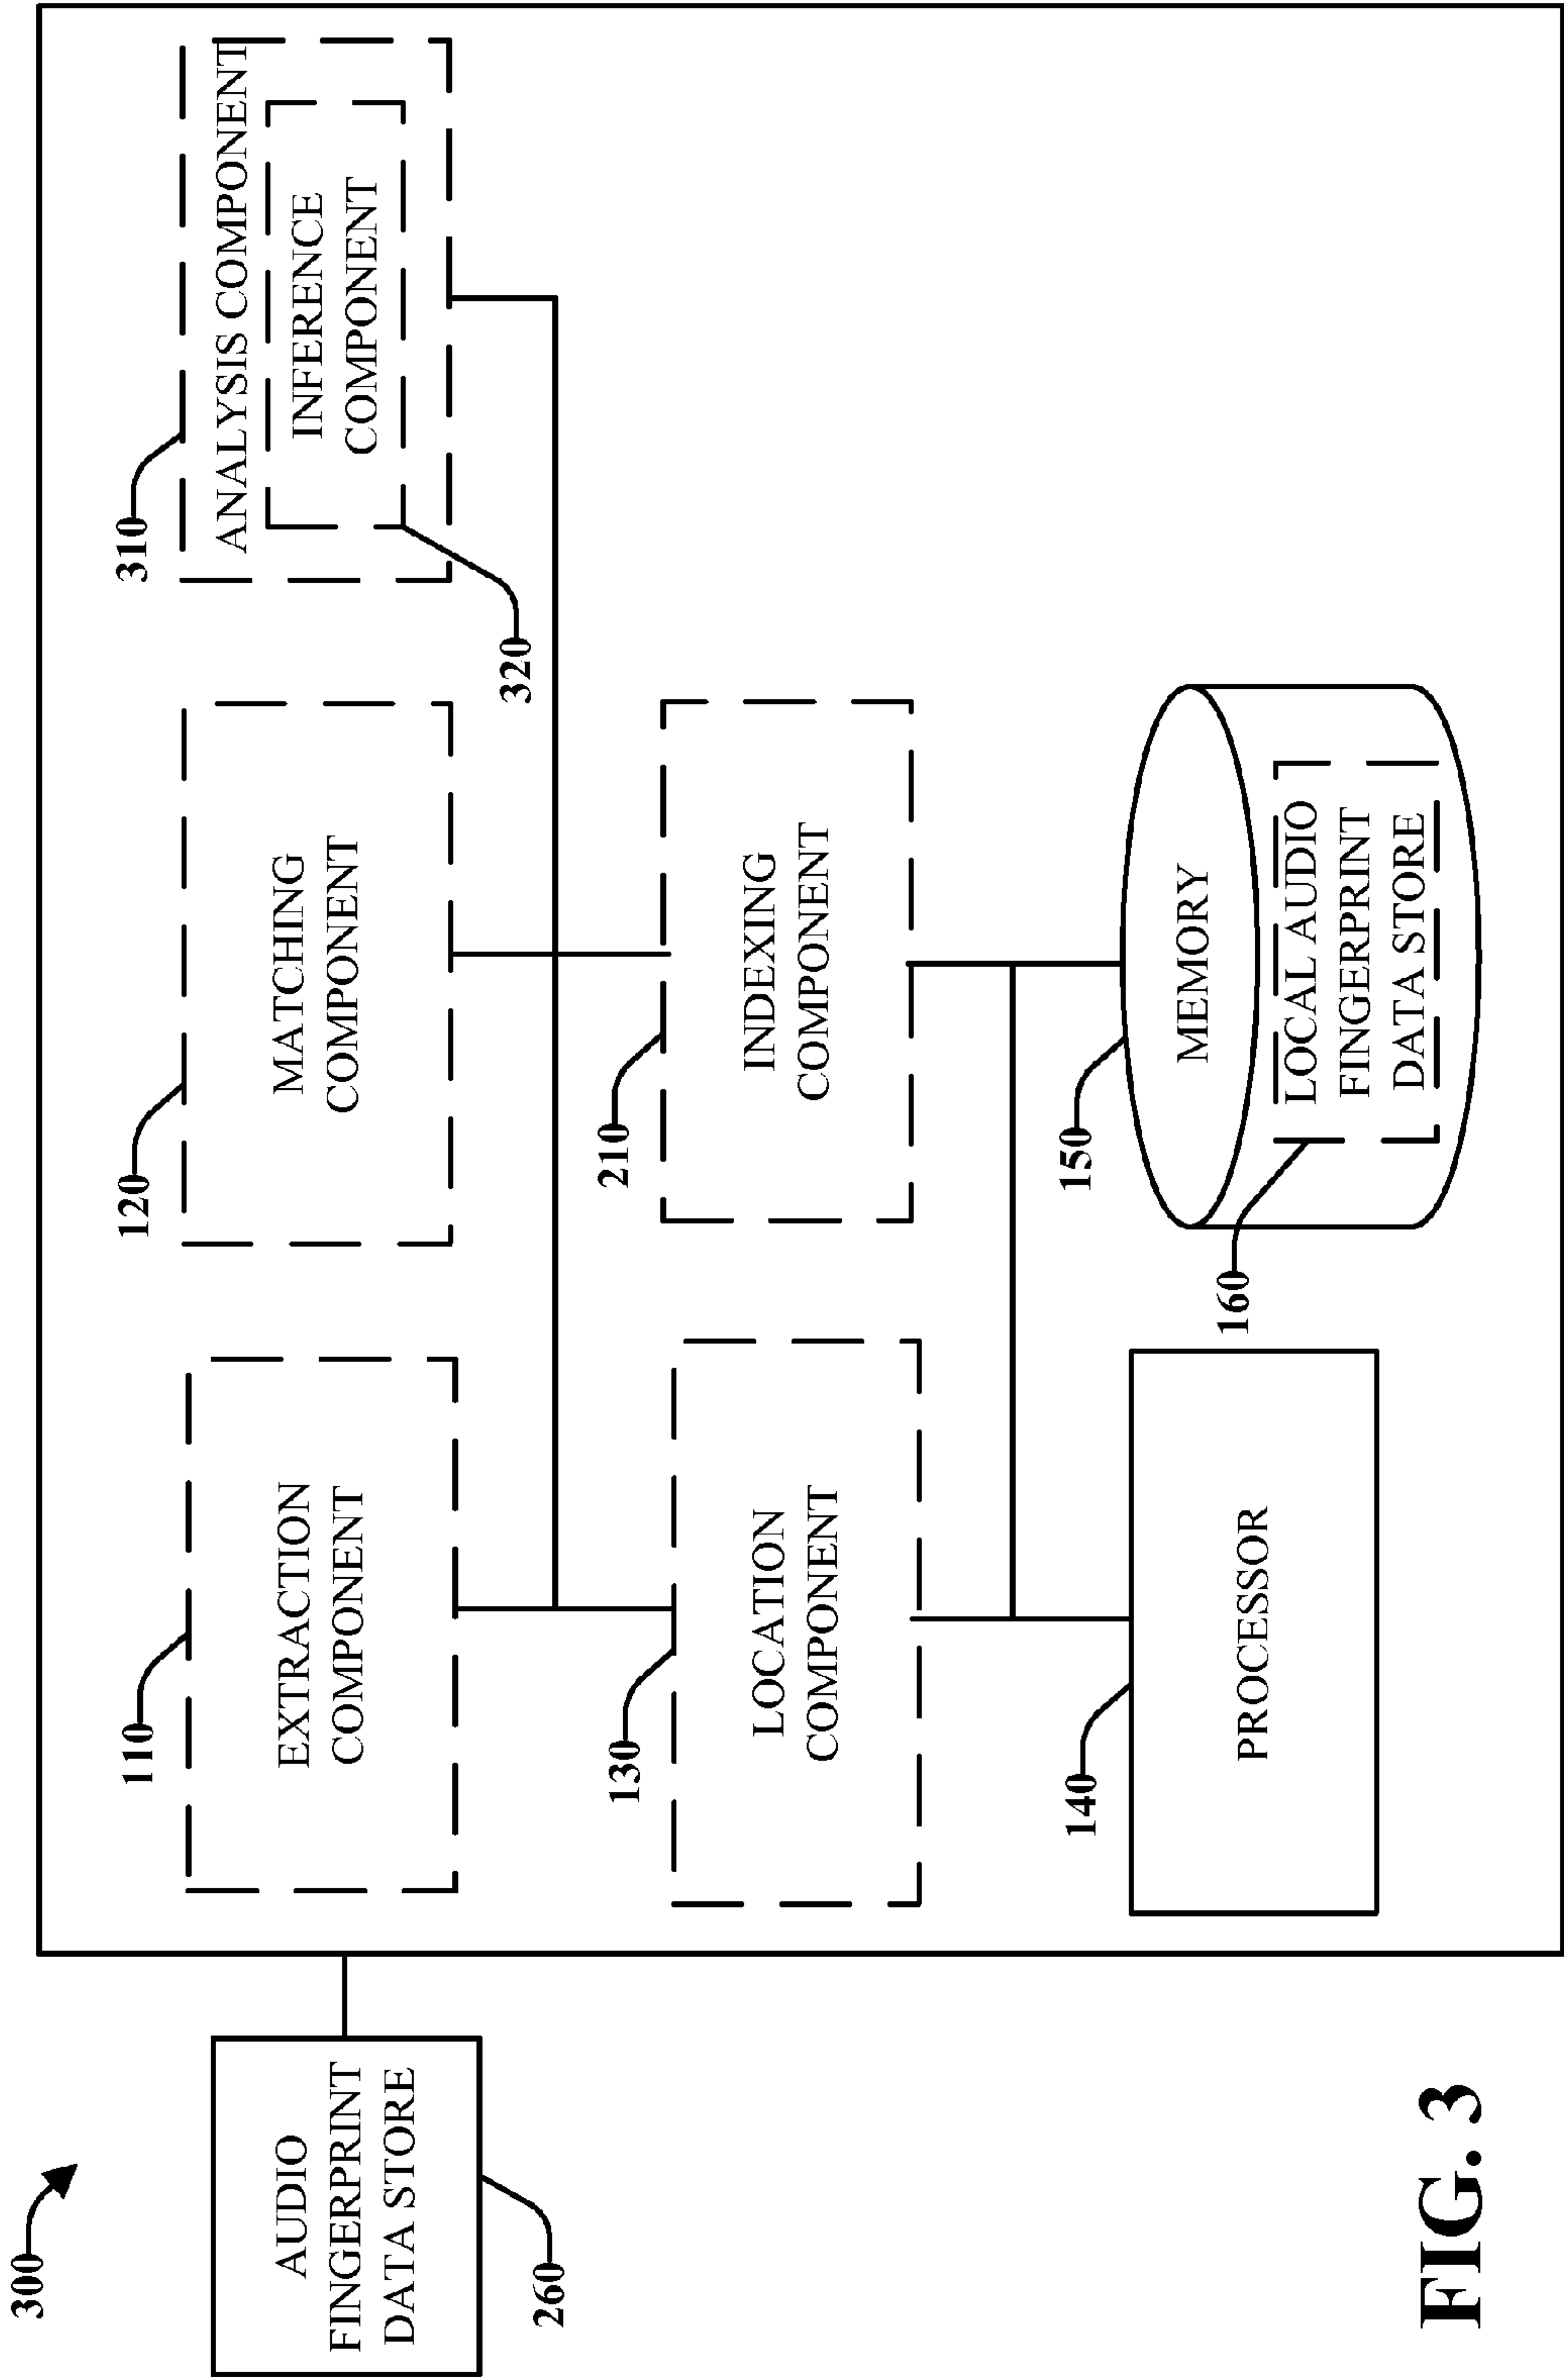 300
AUDIO
FINGERPRINT
DATA STORE
260
110
EXTRACTION
COMPONENT
120
MATCHING
COMPONENT
310
ANALYSIS COMPONENT
INFERENCE
COMPONENT
320
130
LOCATION
COMPONENT
210
INDEXING
COMPONENT
140
PROCESSOR
150
MEMORY
160
LOCAL AUDIO
FINGERPRINT
DATA STORE
FIG. 3